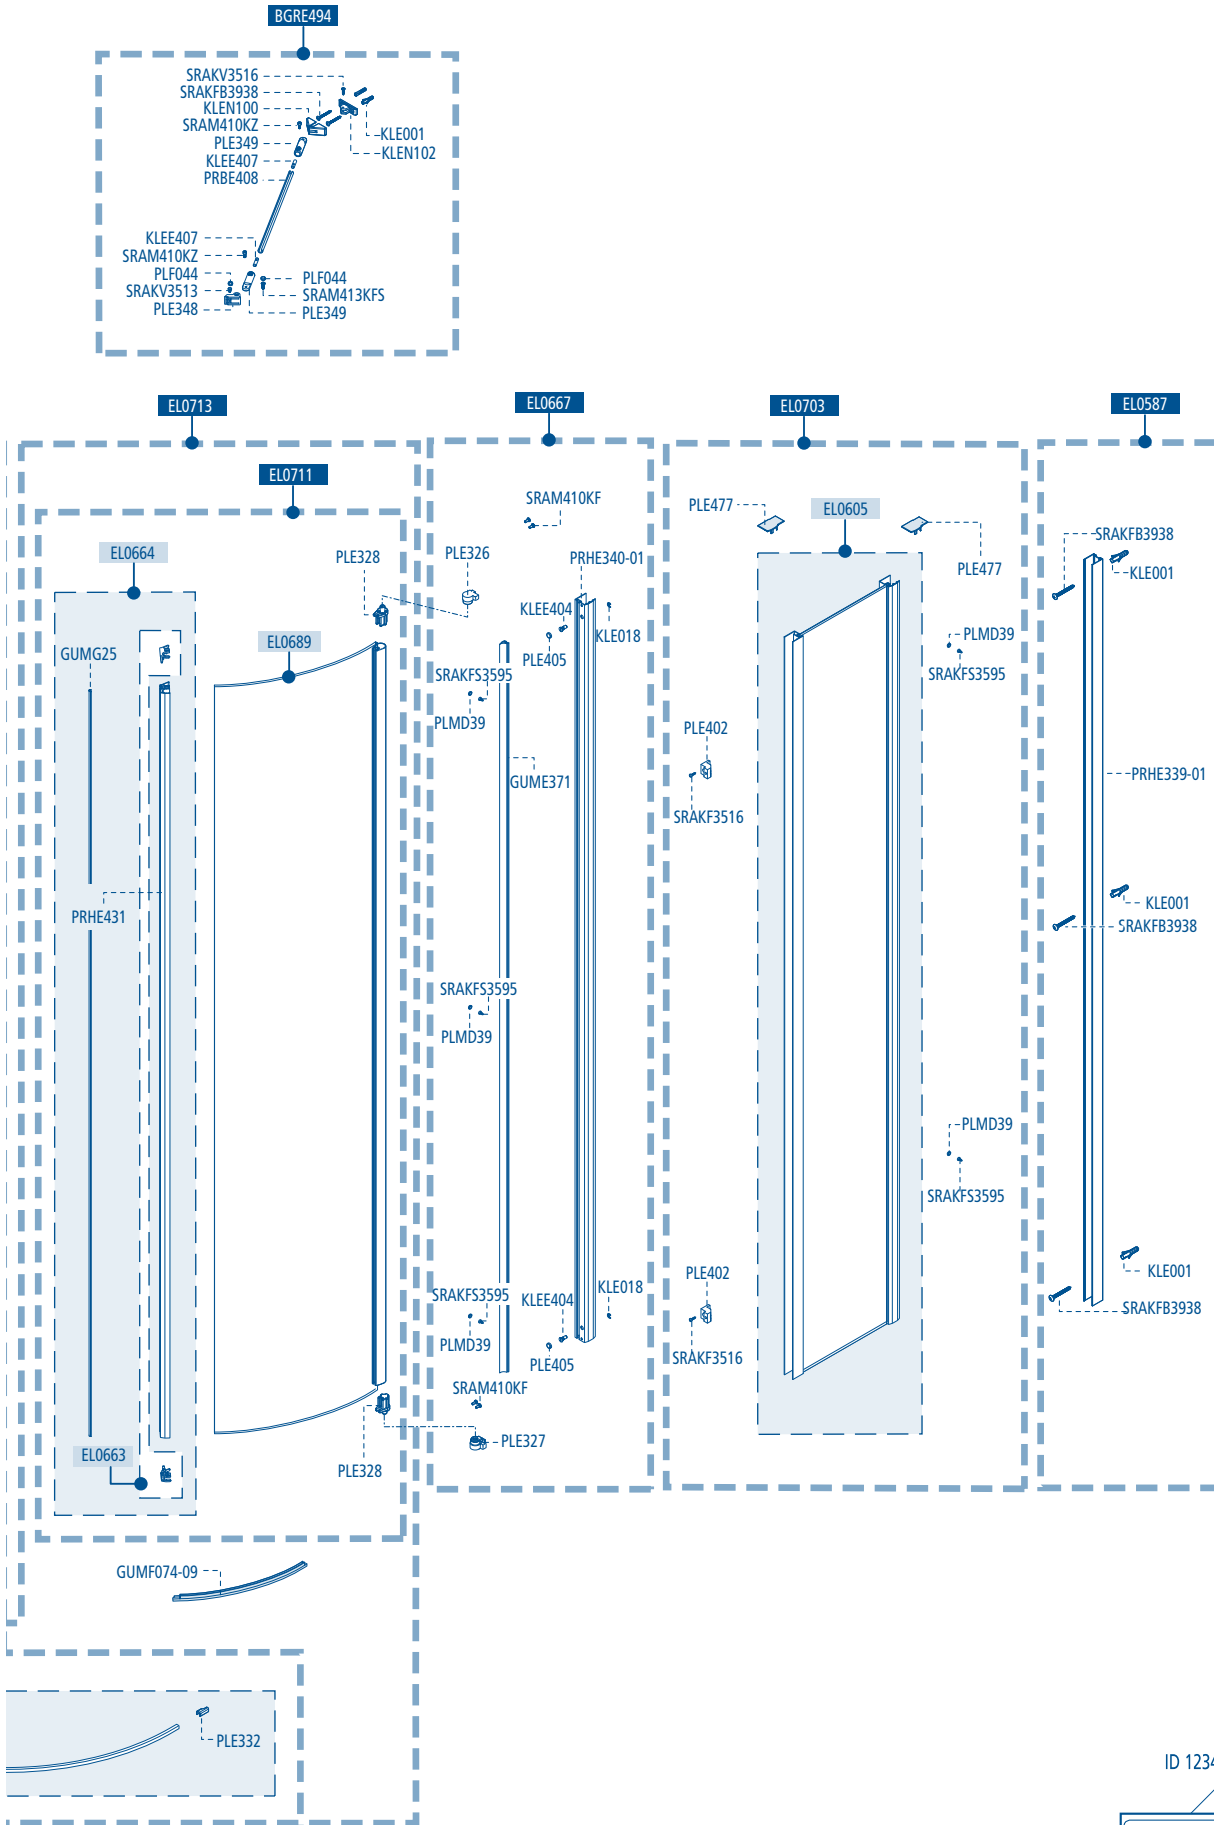 BGRE494
SRAKV3516
SRAKFB3938
KLEN100
SRAM410KZ
PLE349
KLEE407
PRBE408
KLE001
KLEN102
KLEE407
SRAM410KZ
PLF044
SRAKV3513
PLE348
PLF044
SRAM413KFS
PLE349
EL0713
EL0711
EL0664
GUMG25
PRHE431
EL0663
EL0689
PLE328
PLE328
GUMF074-09
PLE332
EL0667
SRAM410KF
PLE326
PRHE340-01
KLEE404
KLE018
PLE405
SRAKFS3595
PLMD39
GUME371
SRAKFS3595
PLMD39
SRAKFS3595
PLMD39
KLEE404
KLE018
PLE405
SRAM410KF
PLE327
EL0703
PLE477
EL0605
PLE477
PLMD39
SRAKFS3595
PLE402
SRAKF3516
PLMD39
SRAKFS3595
PLE402
SRAKF3516
EL0587
SRAKFB3938
KLE001
PRHE339-01
KLE001
SRAKFB3938
KLE001
SRAKFB3938
ID 1234